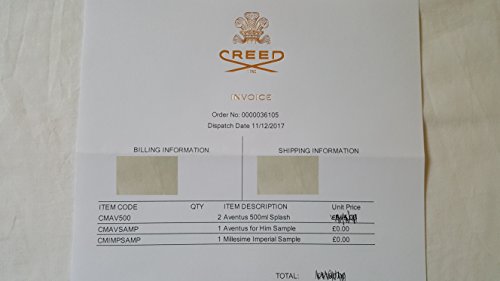 CREED
INC
INVOICE
Order No: 0000036105
Dispatch Date 11/12/2017
BILLING INFORMATION SHIPPING INFORMATION
ITEM CODE QTY ITEM DESCRIPTION Unit Price
CMAV500 2 Aventus 500ml Splash
CMAVSAMP 1 Aventus for Him Sample £0.00
CMIMPSAMP 1 Millesime Imperial Sample £0.00
TOTAL: